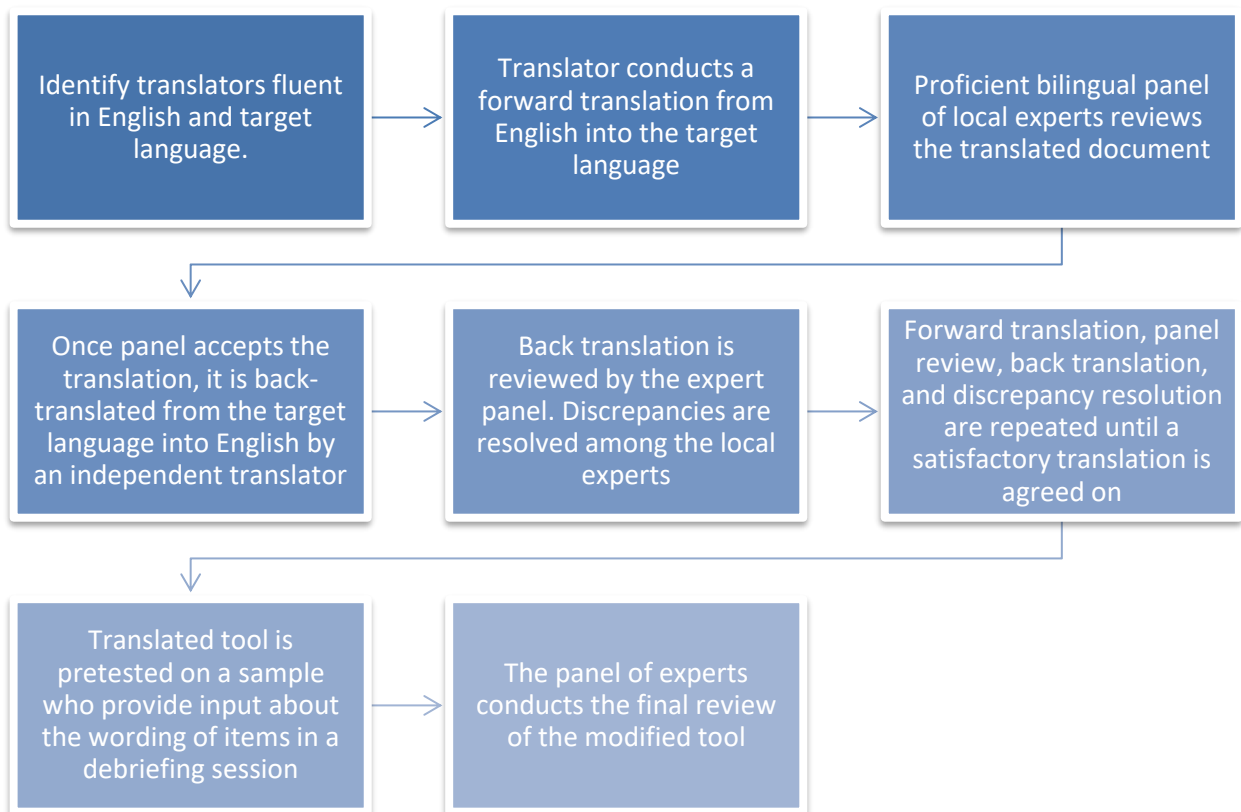 Identify translators fluent
in English and target
language.
Translator conducts a
forward translation from
English into the target
language
Proficient bilingual panel
of local experts reviews
the translated document
Once panel accepts the
translation, it is back-
translated from the target
language into English by
an independent translator
Back translation is
reviewed by the expert
panel. Discrepancies are
resolved among the local
experts
Forward translation, panel
review, back translation,
and discrepancy resolution
are repeated until a
satisfactory translation is
agreed on
Translated tool is
pretested on a sample
who provide input about
the wording of items in a
debriefing session
The panel of experts
conducts the final review
of the modified tool